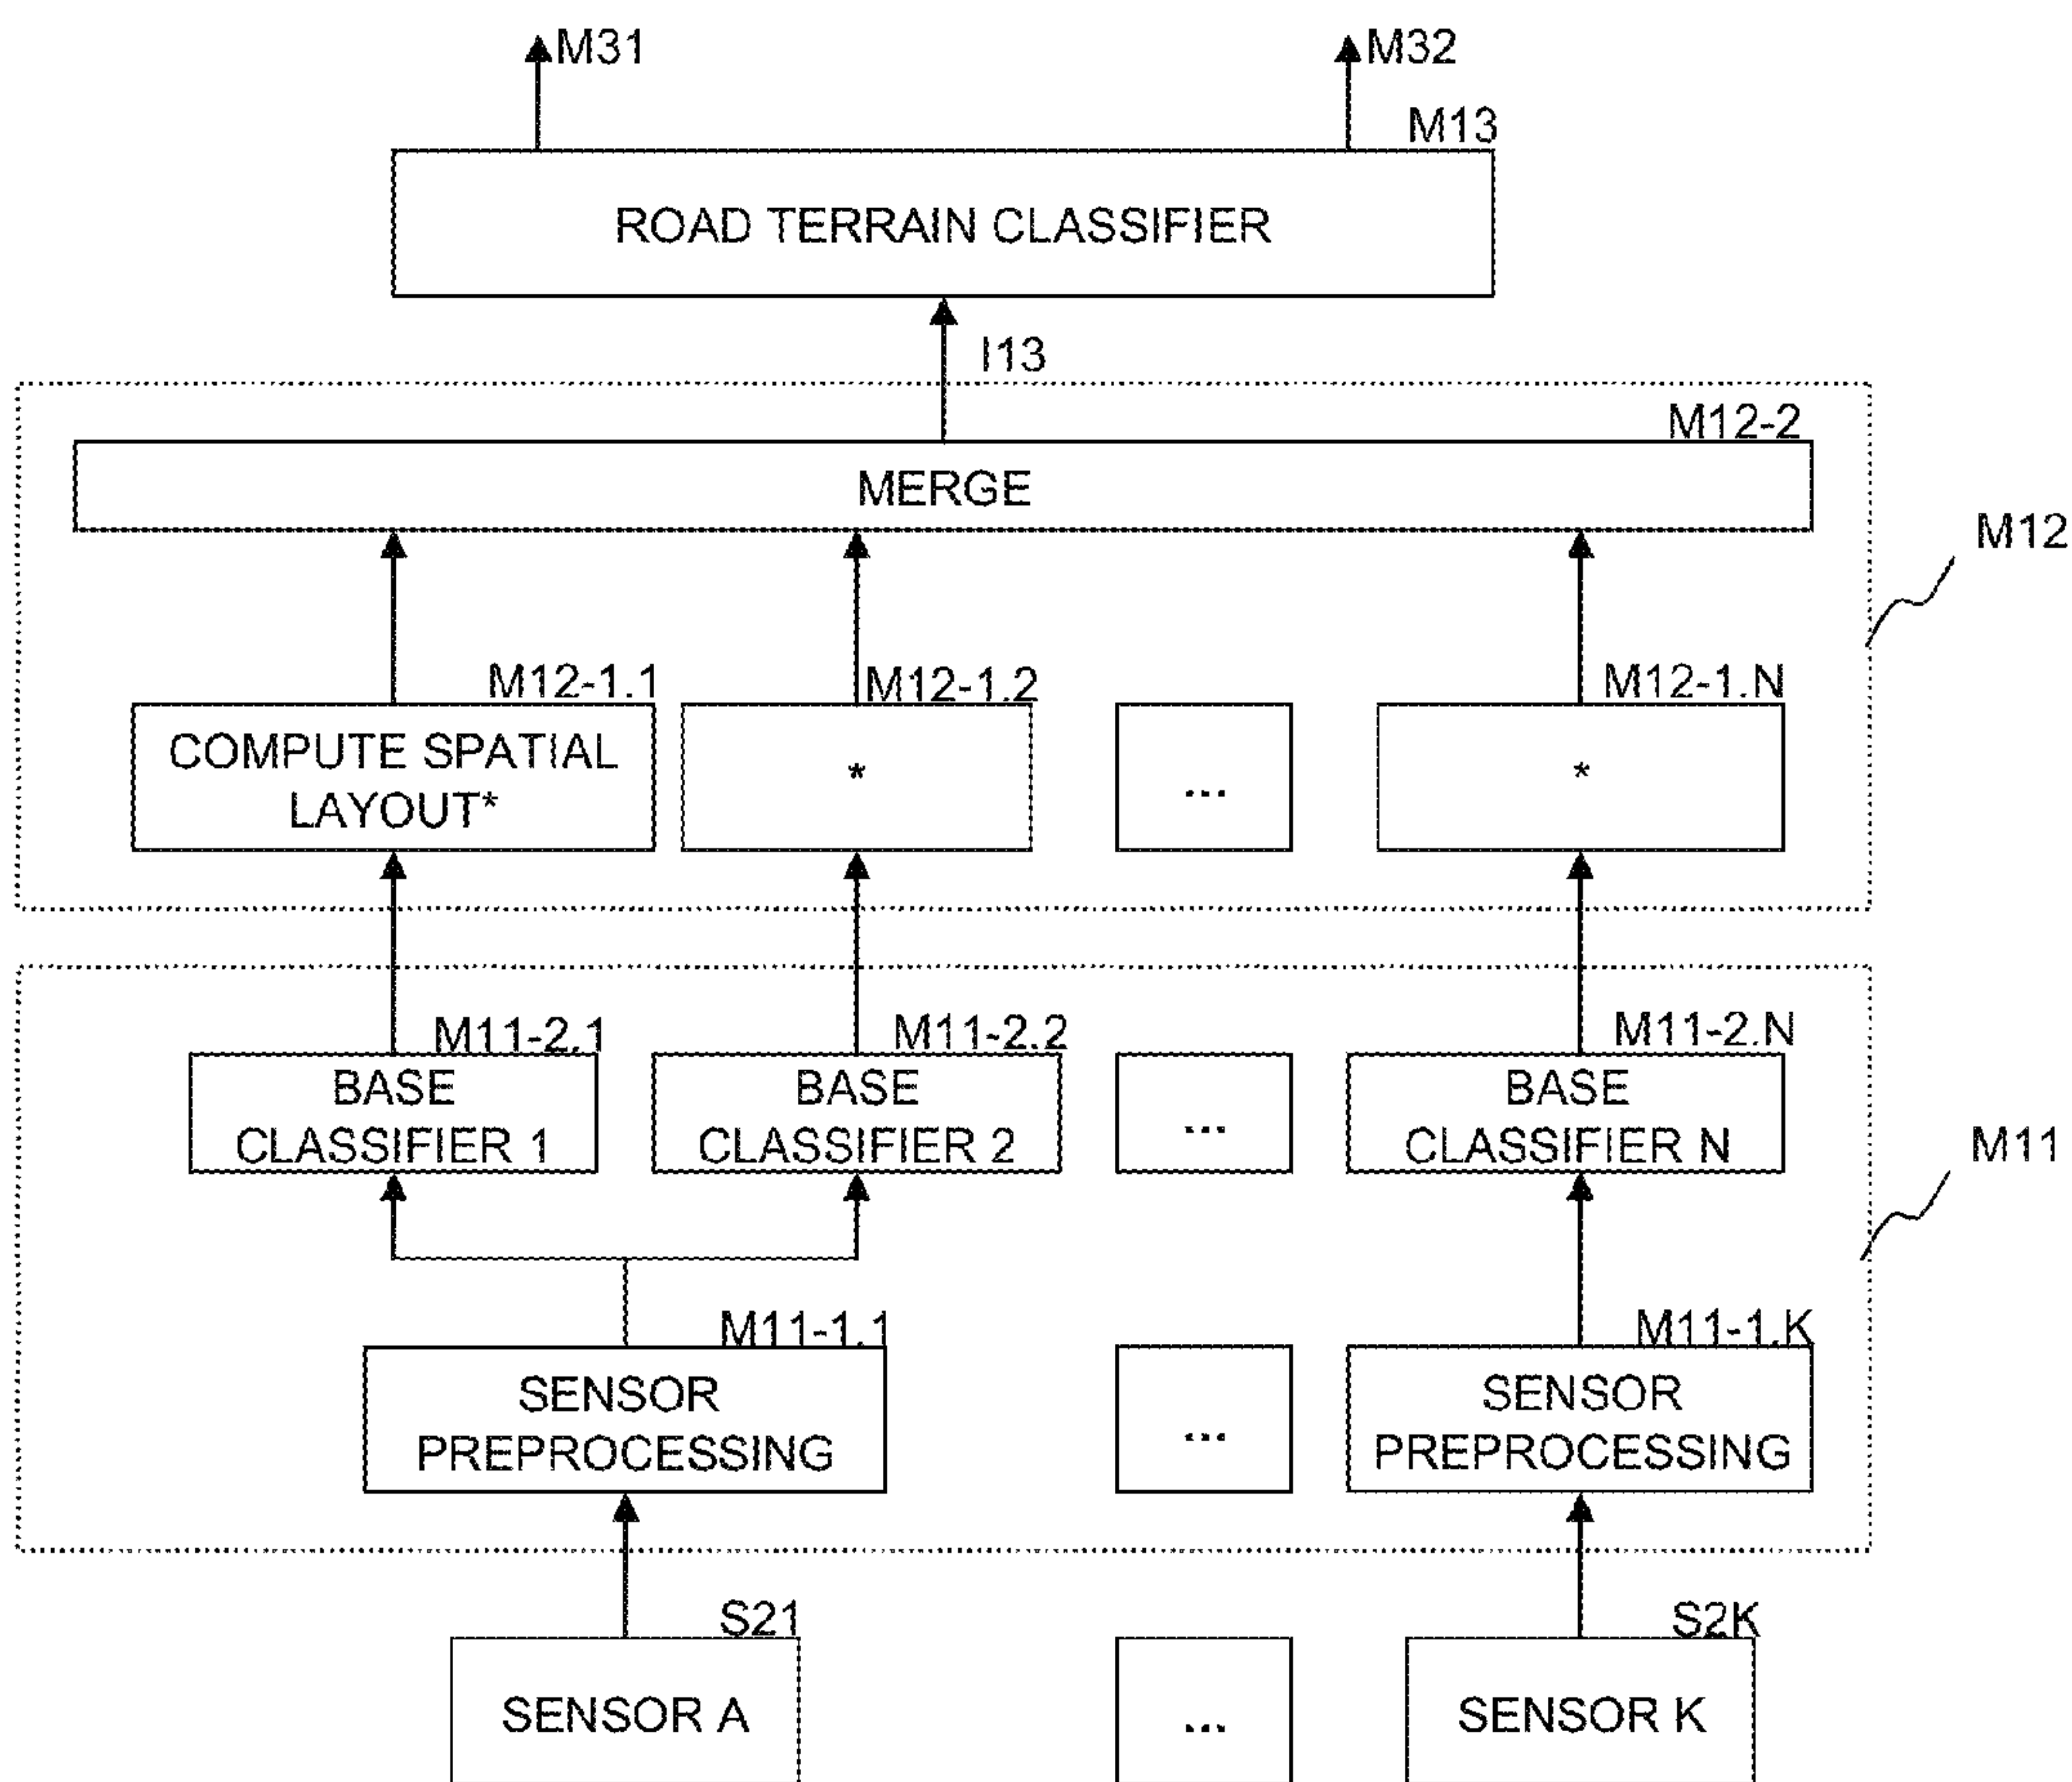 M31
M32
M13
ROAD TERRAIN CLASSIFIER
I13
M12-2
MERGE
M12
M12-1.1
M12-1.2
M12-1.N
COMPUTE SPATIAL
LAYOUT*
*
...
*
M11-2.1
M11-2.2
M11-2.N
BASE
CLASSIFIER 1
BASE
CLASSIFIER 2
...
BASE
CLASSIFIER N
M11
M11-1.1
M11-1.K
SENSOR
PREPROCESSING
...
SENSOR
PREPROCESSING
S21
S2K
SENSOR A
...
SENSOR K